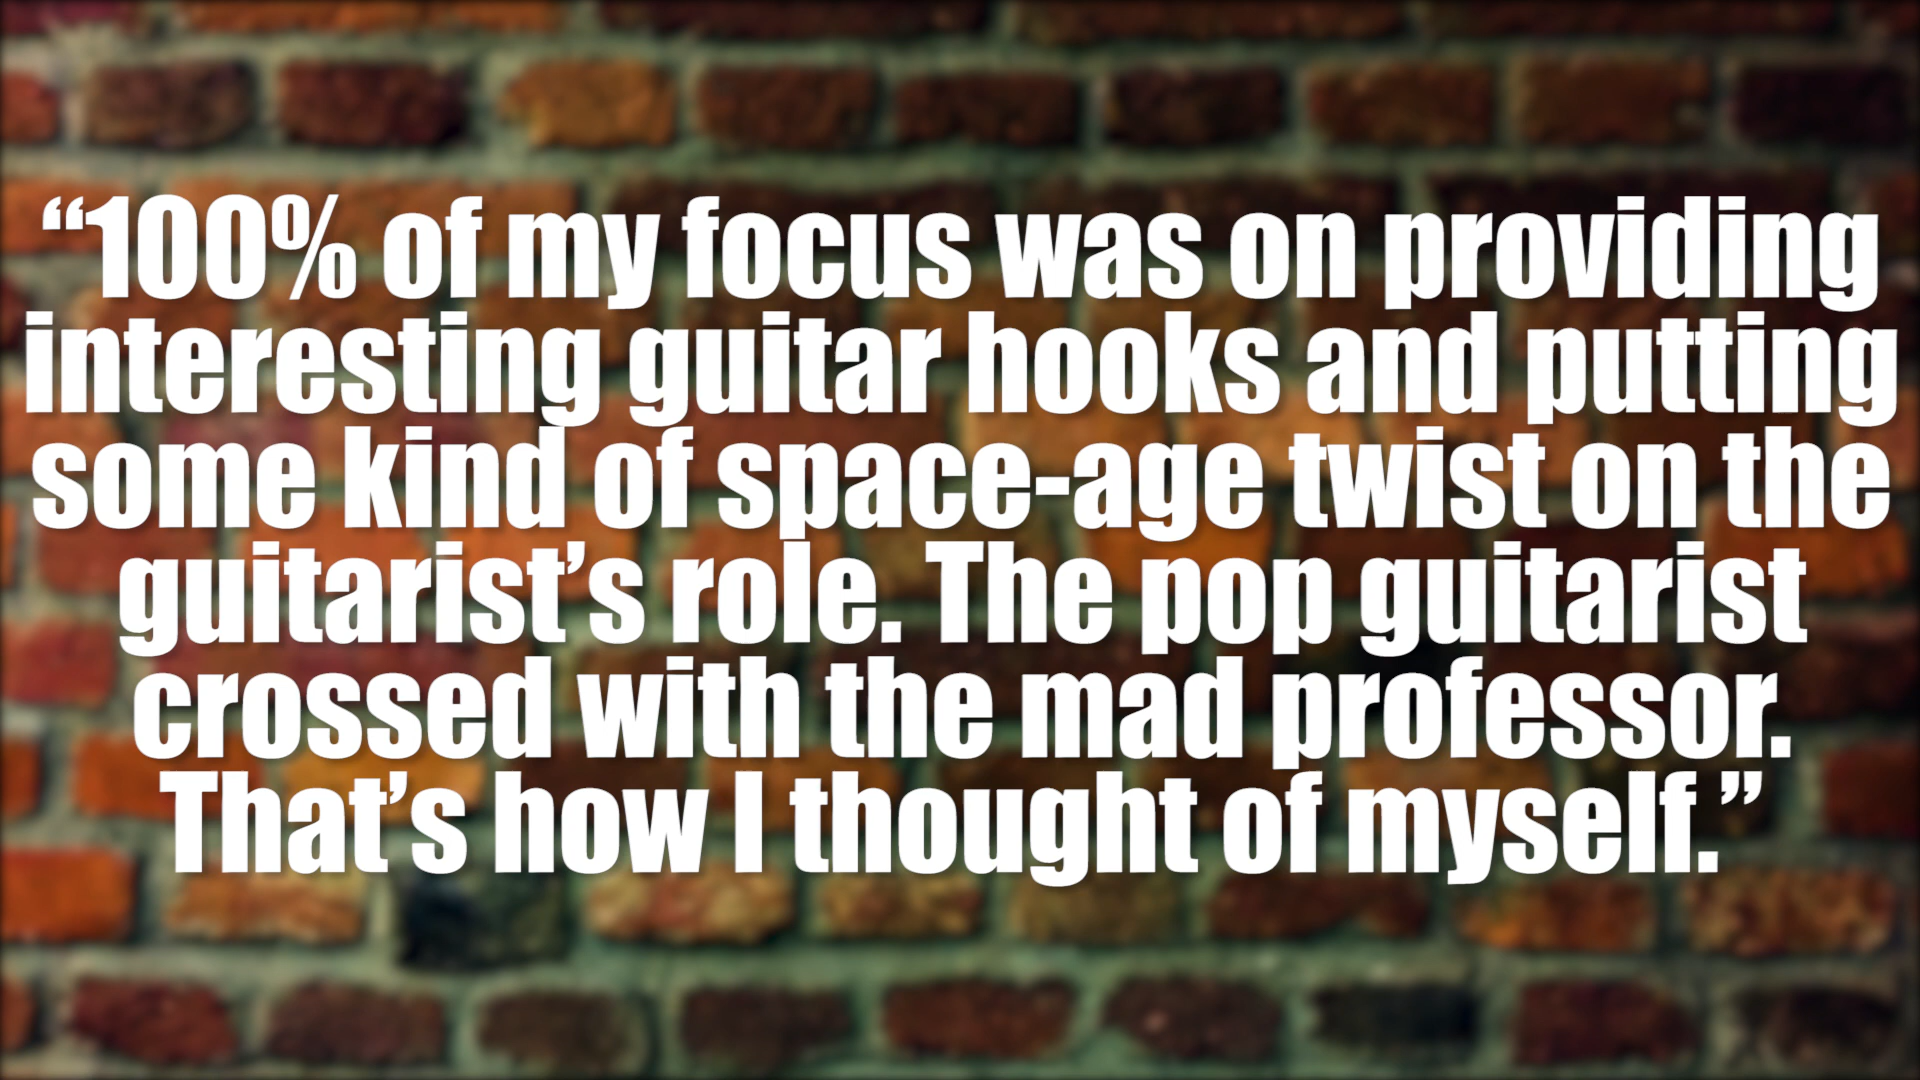 “100% of my focus was on providing
interesting guitar hooks and putting
some kind of space-age twist on the
guitarist’s role. The pop guitarist
crossed with the mad professor.
That’s how I thought of myself.”